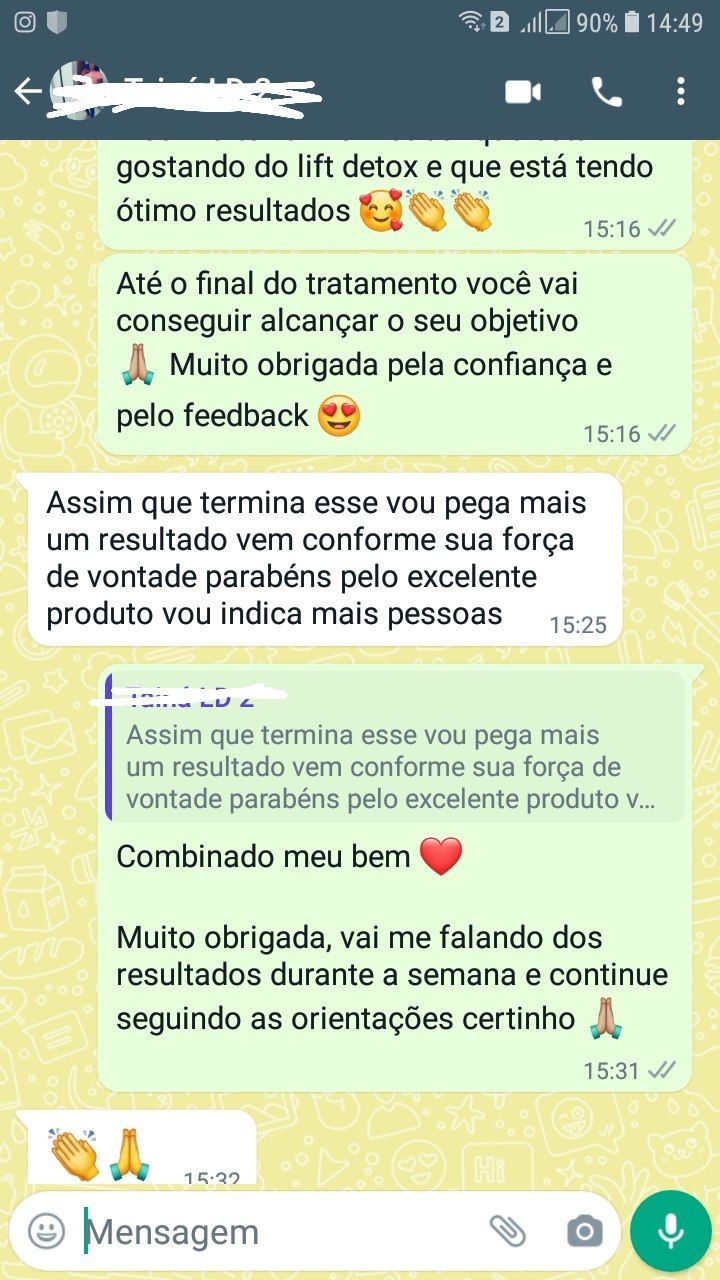 2 90% 14:49
gostando do lift detox e que está tendo
ótimo resultados 🥰👏👏
15:16
Até o final do tratamento você vai
conseguir alcançar o seu objetivo
🙏🏼 Muito obrigada pela confiança e
pelo feedback 😍
15:16
Assim que termina esse vou pega mais
um resultado vem conforme sua força
de vontade parabéns pelo excelente
produto vou indica mais pessoas
15:25
Assim que termina esse vou pega mais
um resultado vem conforme sua força de
vontade parabéns pelo excelente produto v...
Combinado meu bem ❤️
Muito obrigada, vai me falando dos
resultados durante a semana e continue
seguindo as orientações certinho 🙏🏼
15:31
👏🙏
15:32
Mensagem